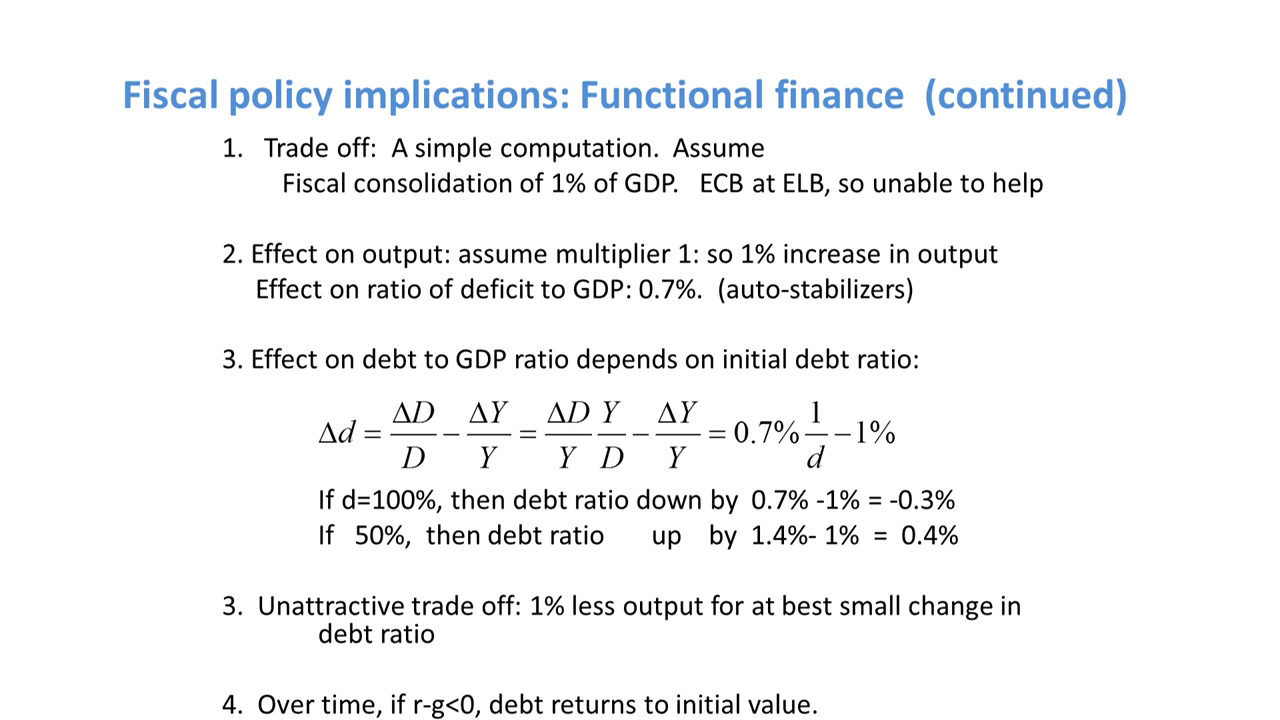 Fiscal policy implications: Functional finance (continued)
1. Trade off: A simple computation. Assume
Fiscal consolidation of 1% of GDP. ECB at ELB, so unable to help
2. Effect on output: assume multiplier 1: so 1% increase in output
Effect on ratio of deficit to GDP: 0.7%. (auto-stabilizers)
3. Effect on debt to GDP ratio depends on initial debt ratio:
Δd = ΔD/D − ΔY/Y = ΔD/Y Y/D − ΔY/Y = 0.7% 1/d − 1%
If d=100%, then debt ratio down by 0.7% -1% = -0.3%
If 50%, then debt ratio up by 1.4%- 1% = 0.4%
3. Unattractive trade off: 1% less output for at best small change in
debt ratio
4. Over time, if r-g<0, debt returns to initial value.